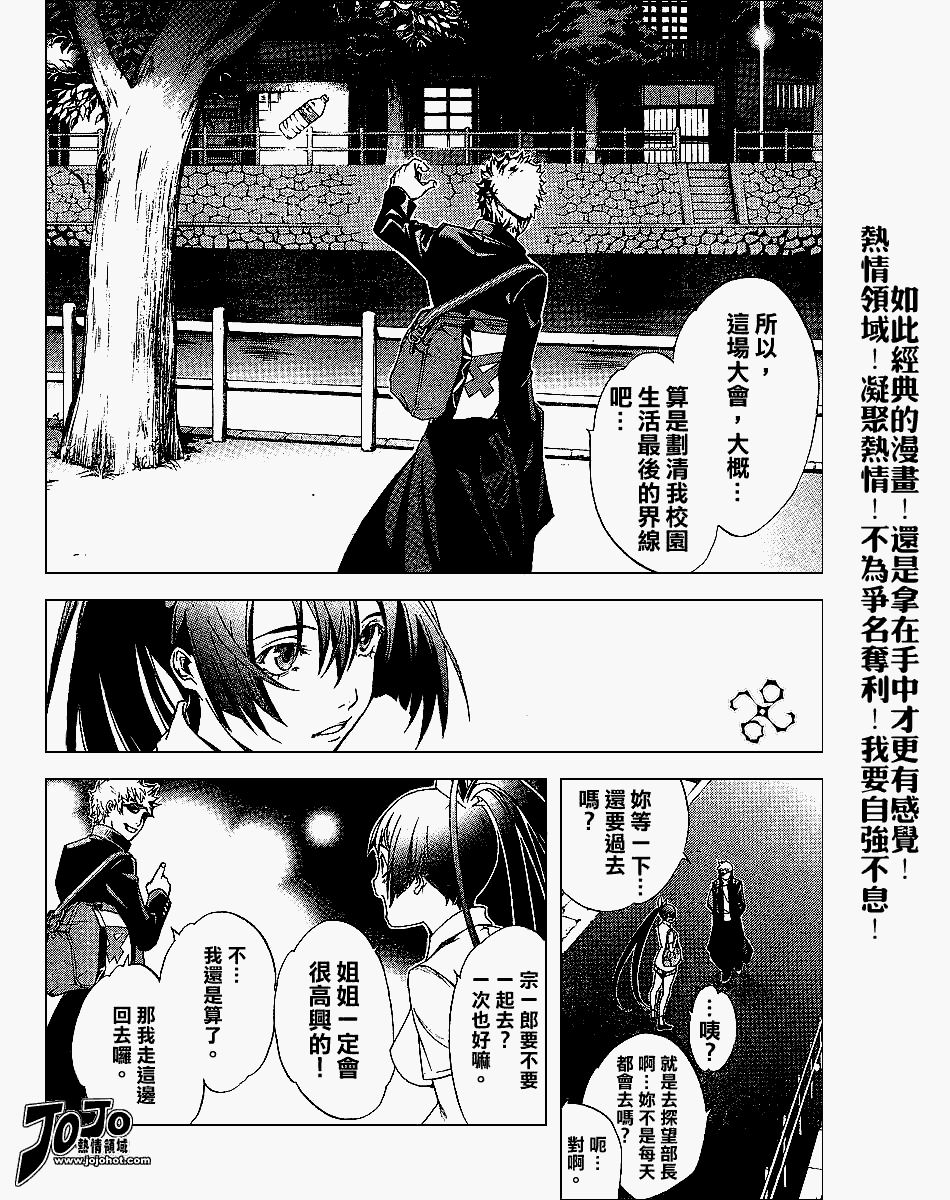 所以，
這場大會，大概…
算是劃清我校園
生活最後的界線
吧…
妳等一下…
還要過去
嗎？
…咦？
就是去探望部長
啊…妳不是每天
都會去嗎？
呃…
對啊。
宗一郎要不要
一起去？
一次也好嘛。
姐姐一定會
很高興的！
不…
我還是算了。
那我走這邊
回去囉。
如此經典的漫畫！還是拿在手中才更有感覺！
熱情領域！凝聚熱情！不為爭名奪利！我要自強不息！
JOJO
熱情領域
www.jojohot.com